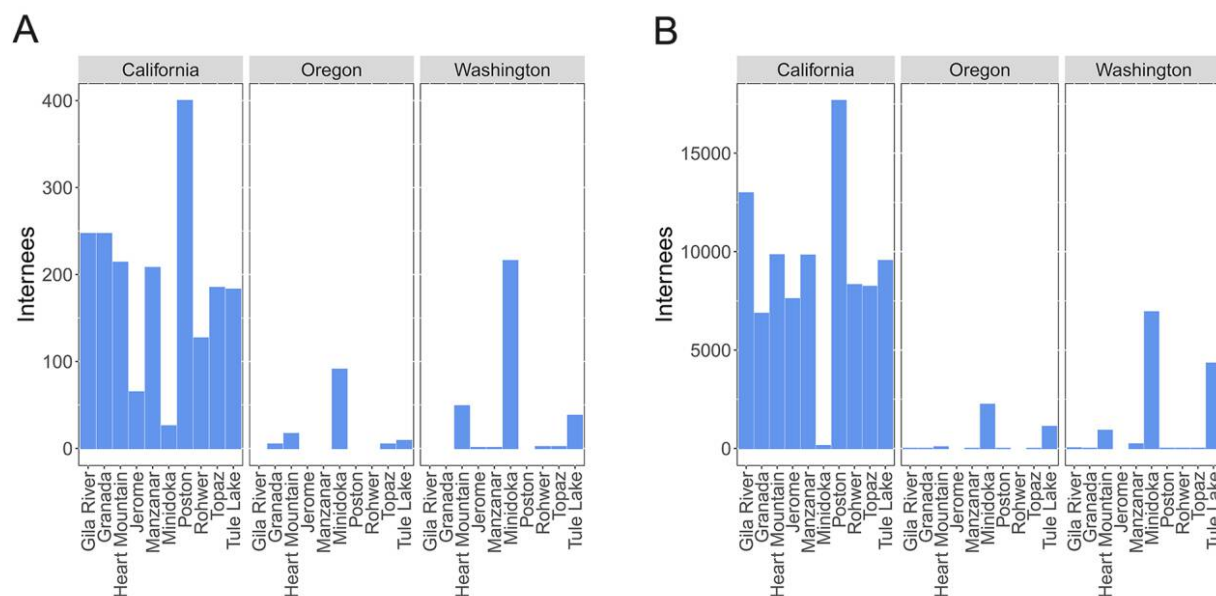 A
California Oregon Washington
400
300
200
100
0
Internees
Gila River
Granada
Heart Mountain
Jerome
Manzanar
Minidoka
Poston
Rohwer
Topaz
Tule Lake
Gila River
Granada
Heart Mountain
Jerome
Manzanar
Minidoka
Poston
Rohwer
Topaz
Tule Lake
Gila River
Granada
Heart Mountain
Jerome
Manzanar
Minidoka
Poston
Rohwer
Topaz
Tule Lake
B
California Oregon Washington
15000
10000
5000
0
Internees
Gila River
Granada
Heart Mountain
Jerome
Manzanar
Minidoka
Poston
Rohwer
Topaz
Tule Lake
Gila River
Granada
Heart Mountain
Jerome
Manzanar
Minidoka
Poston
Rohwer
Topaz
Tule Lake
Gila River
Granada
Heart Mountain
Jerome
Manzanar
Minidoka
Poston
Rohwer
Topaz
Tule Lake